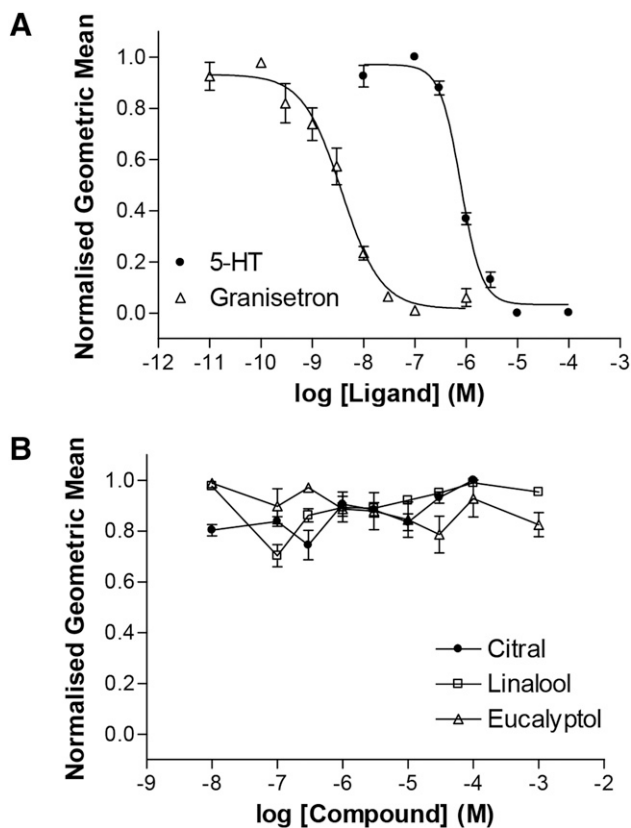 A
Normalised Geometric Mean
1.0
0.8
0.6
0.4
0.2
0.0
5-HT
Granisetron
-12 -11 -10 -9 -8 -7 -6 -5 -4 -3
log [Ligand] (M)
B
Normalised Geometric Mean
1.0
0.8
0.6
0.4
0.2
0.0
Citral
Linalool
Eucalyptol
-9 -8 -7 -6 -5 -4 -3 -2
log [Compound] (M)